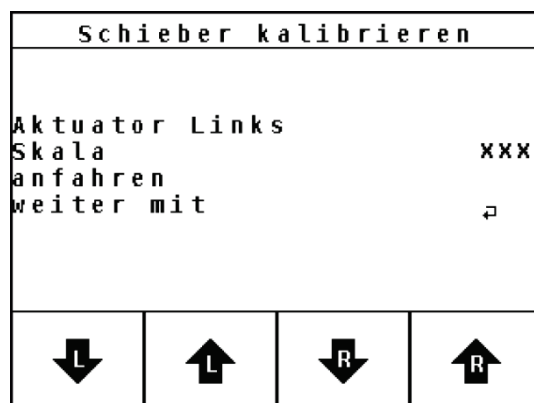 Schieber kalibrieren
Aktuator Links
Skala xxx
anfahren
weiter mit ↵
L L R R